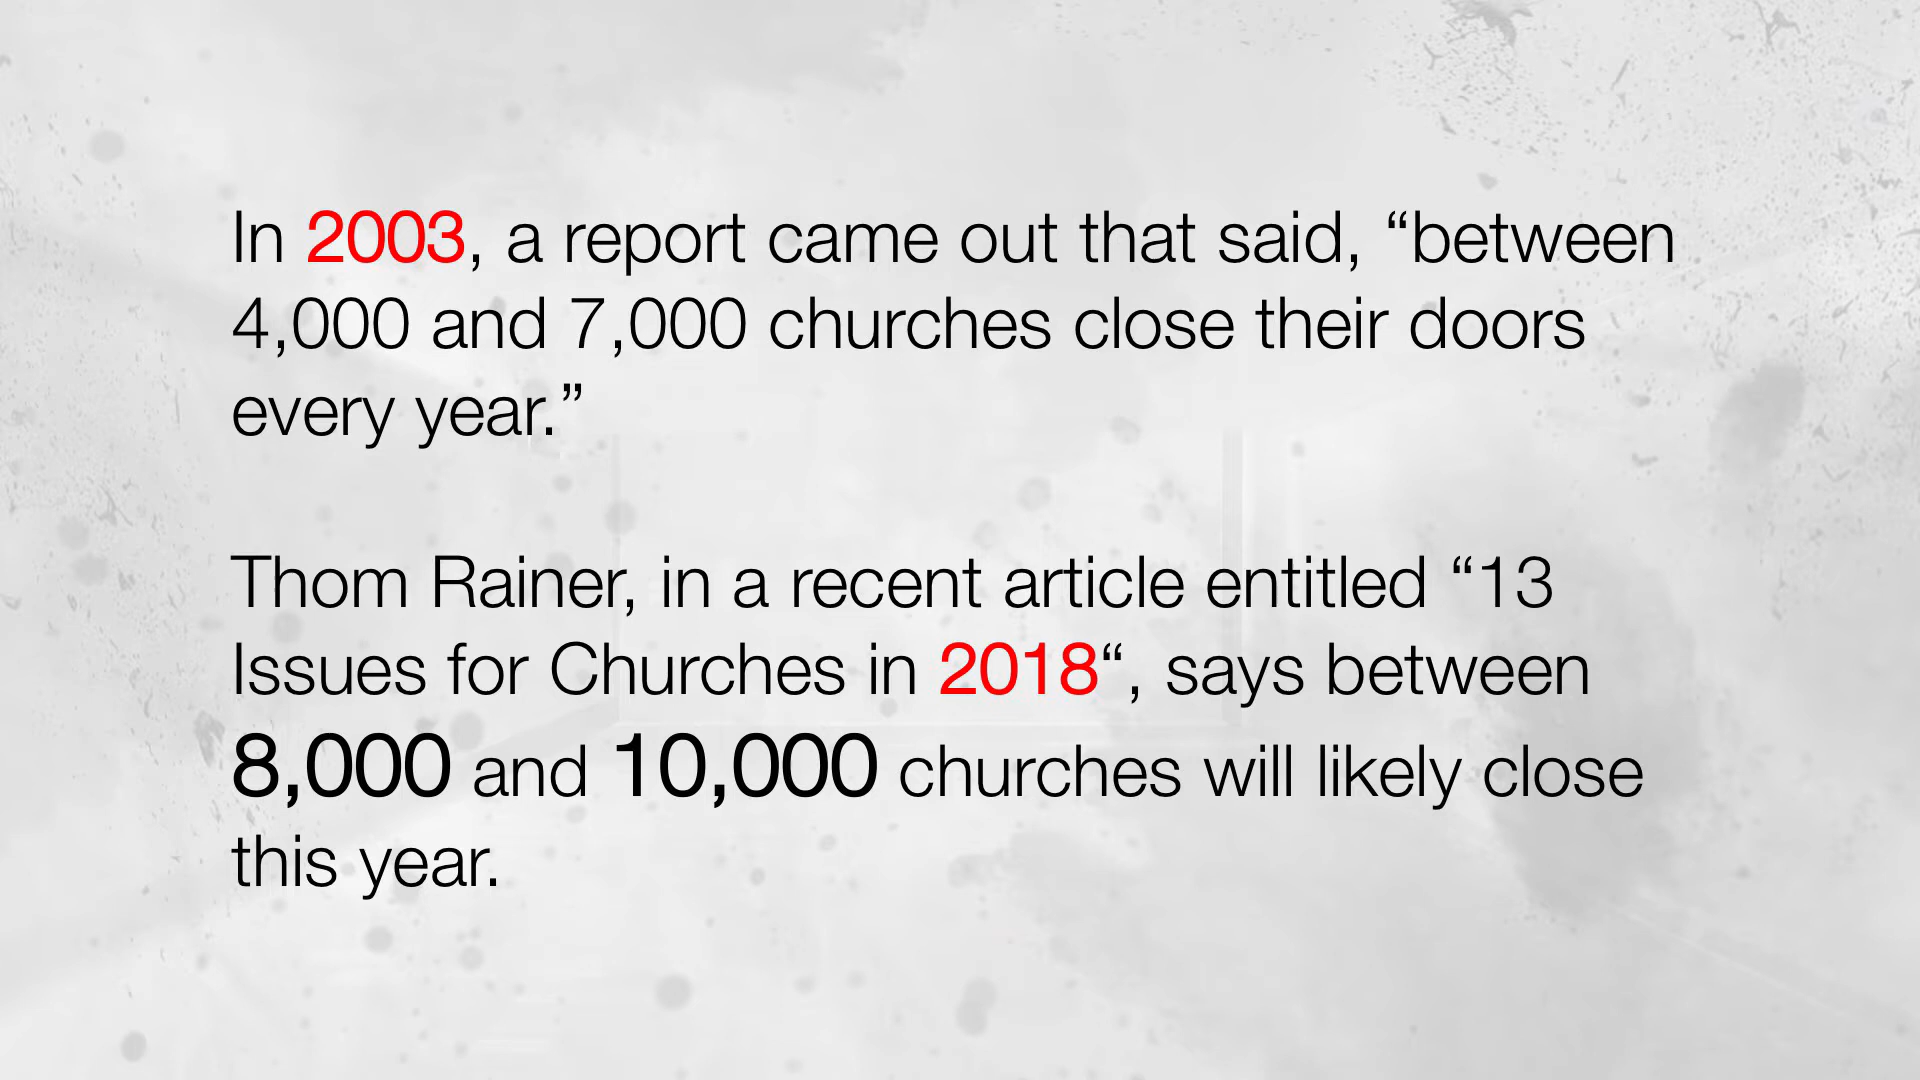 In 2003, a report came out that said, “between
4,000 and 7,000 churches close their doors
every year.”
Thom Rainer, in a recent article entitled “13
Issues for Churches in 2018“, says between
8,000 and 10,000 churches will likely close
this year.